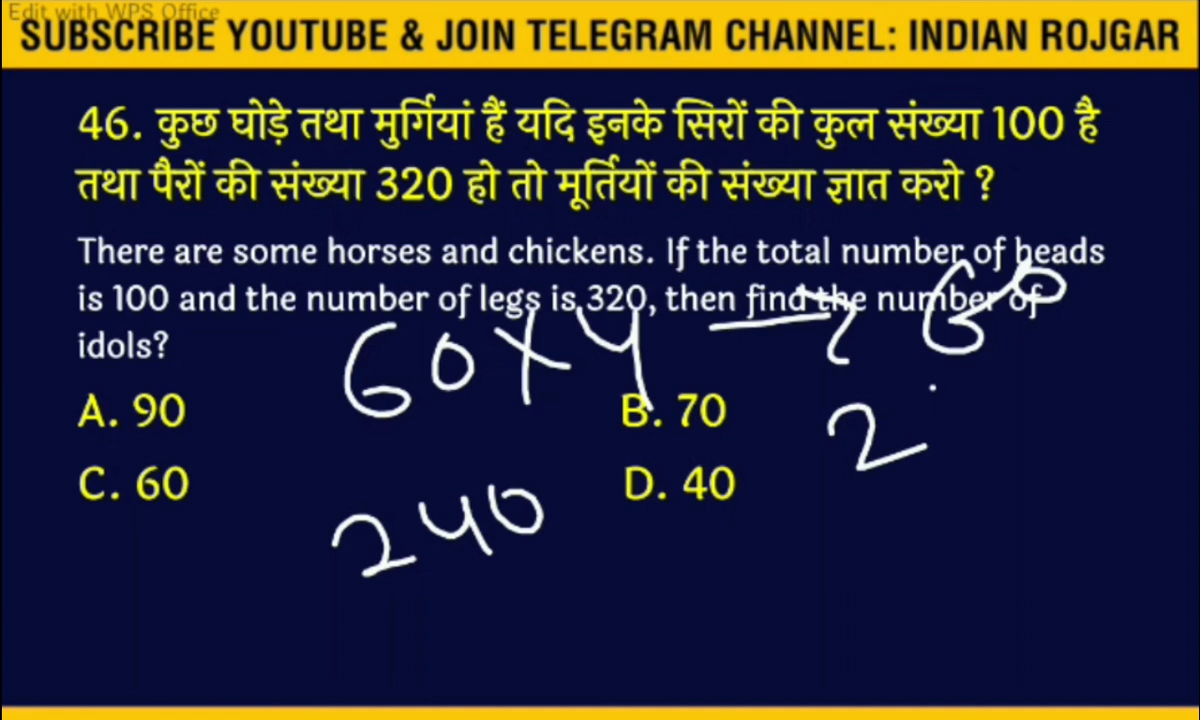 Edit with WPS Office
SUBSCRIBE YOUTUBE & JOIN TELEGRAM CHANNEL: INDIAN ROJGAR
46. कुछ घोड़े तथा मुर्गियां हैं यदि इनके सिरों की कुल संख्या 100 है
तथा पैरों की संख्या 320 हो तो मूर्तियों की संख्या ज्ञात करो ?
There are some horses and chickens. If the total number of heads
is 100 and the number of legs is 320, then find the number of
idols?
60 x 4
60
2
A. 90
B. 70
C. 60
D. 40
240